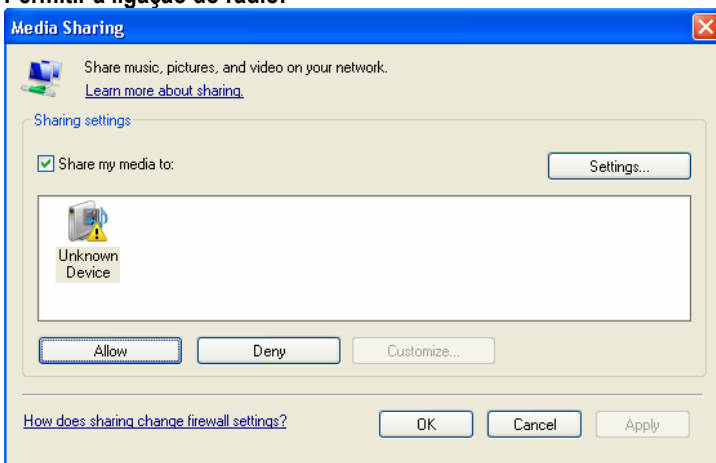 Permitir a ligação do rádio:
Media Sharing
Share music, pictures, and video on your network.
Learn more about sharing.
Sharing settings
Share my media to:
Settings...
Unknown
Device
Allow Deny Customize...
How does sharing change firewall settings? OK Cancel Apply